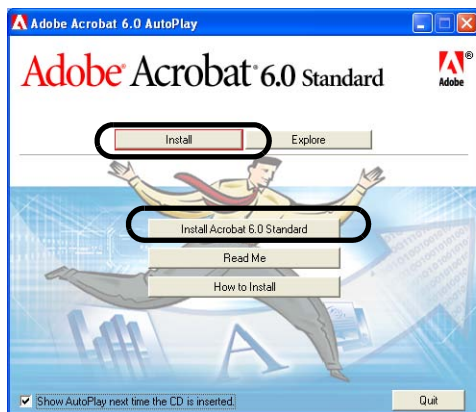 Adobe Acrobat 6.0 AutoPlay
Adobe® Acrobat® 6.0 Standard
Adobe ®
Install Explore
Install Acrobat 6.0 Standard
Read Me
How to Install
A
Show AutoPlay next time the CD is inserted. Quit